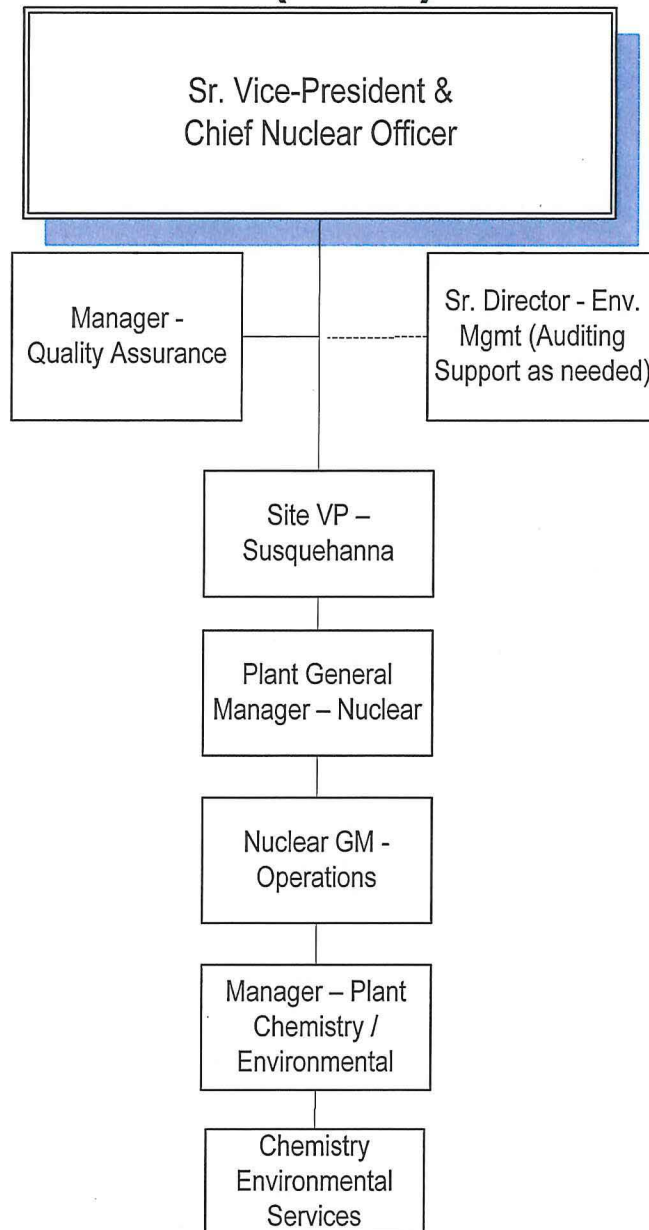 Sr. Vice-President &
Chief Nuclear Officer
Manager -
Quality Assurance
Sr. Director - Env.
Mgmt (Auditing
Support as needed)
Site VP –
Susquehanna
Plant General
Manager – Nuclear
Nuclear GM -
Operations
Manager – Plant
Chemistry /
Environmental
Chemistry
Environmental
Services